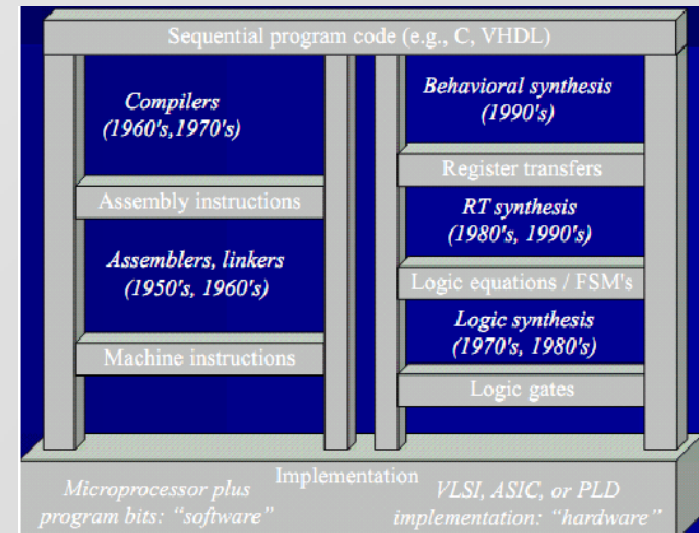 Sequential program code (e.g., C, VHDL)
Compilers
(1960's,1970's)
Assembly instructions
Assemblers, linkers
(1950's, 1960's)
Machine instructions
Behavioral synthesis
(1990's)
Register transfers
RT synthesis
(1980's, 1990's)
Logic equations / FSM's
Logic synthesis
(1970's, 1980's)
Logic gates
Implementation
Microprocessor plus
program bits: “software”
VLSI, ASIC, or PLD
implementation: “hardware”